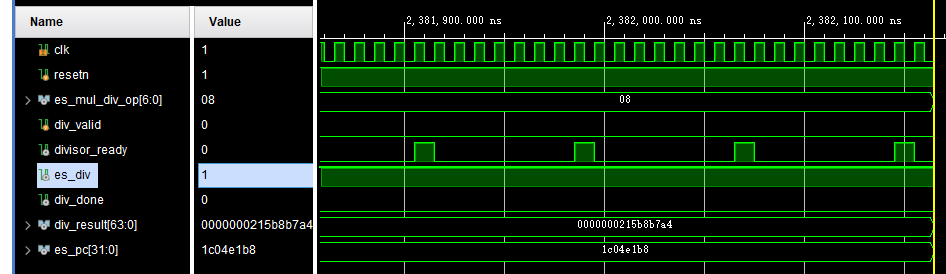 Name Value 2,381,900.000 ns 2,382,000.000 ns 2,382,100.000 ns
clk 1
resetn 1
es_mul_div_op[6:0] 08 08
div_valid 0
divisor_ready 0
es_div 1
div_done 0
div_result[63:0] 0000000215b8b7a4 0000000215b8b7a4
es_pc[31:0] 1c04e1b8 1c04e1b8